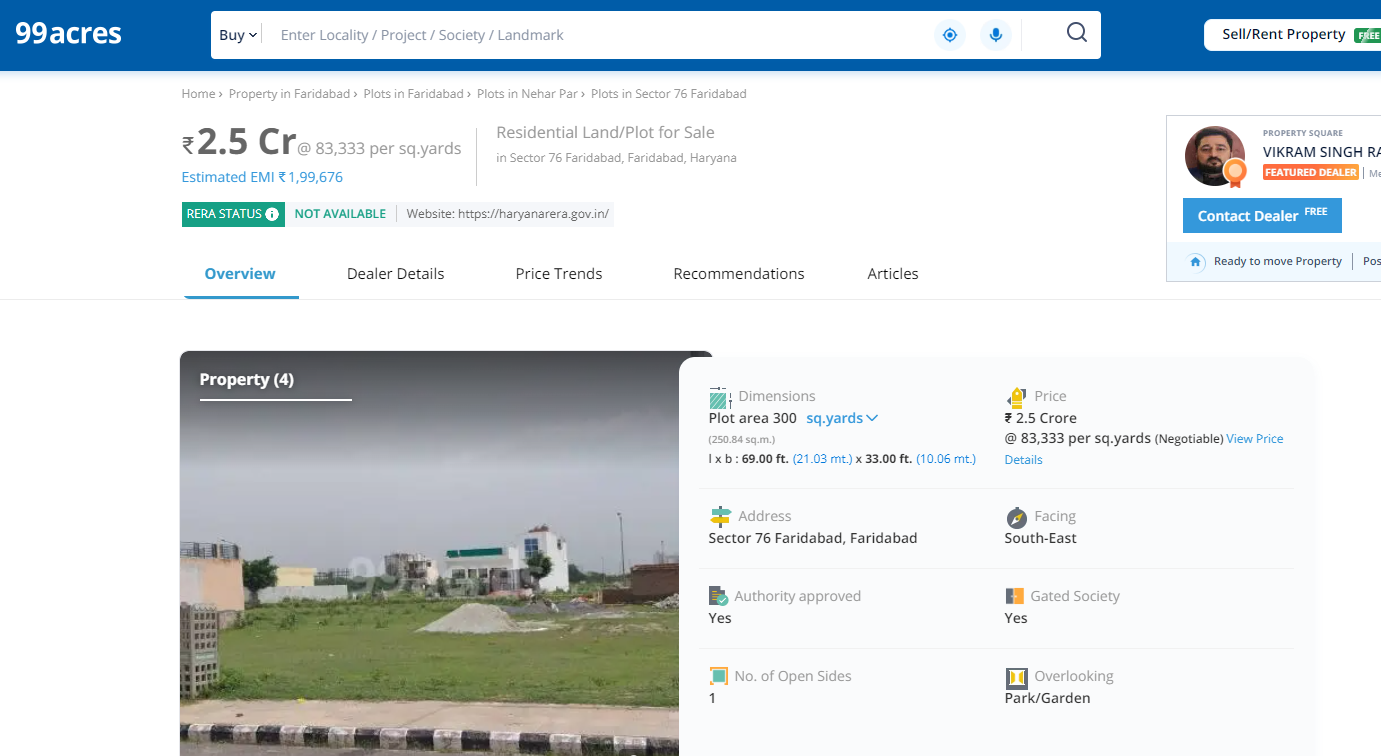 99acres
Buy
Enter Locality / Project / Society / Landmark
Sell/Rent Property FREE
Home › Property in Faridabad › Plots in Faridabad › Plots in Nehar Par › Plots in Sector 76 Faridabad
₹ 2.5 Cr @ 83,333 per sq.yards
Estimated EMI ₹ 1,99,676
Residential Land/Plot for Sale
in Sector 76 Faridabad, Faridabad, Haryana
RERA STATUS i NOT AVAILABLE Website: https://haryanarera.gov.in/
PROPERTY SQUARE
VIKRAM SINGH RA
FEATURED DEALER Me
Contact Dealer FREE
Ready to move Property Pos
Overview Dealer Details Price Trends Recommendations Articles
Property (4)
Dimensions
Plot area 300 sq.yards
(250.84 sq.m.)
l x b : 69.00 ft. (21.03 mt.) x 33.00 ft. (10.06 mt.)
Price
₹ 2.5 Crore
@ 83,333 per sq.yards (Negotiable) View Price
Details
Address
Sector 76 Faridabad, Faridabad
Facing
South-East
Authority approved
Yes
Gated Society
Yes
No. of Open Sides
1
Overlooking
Park/Garden